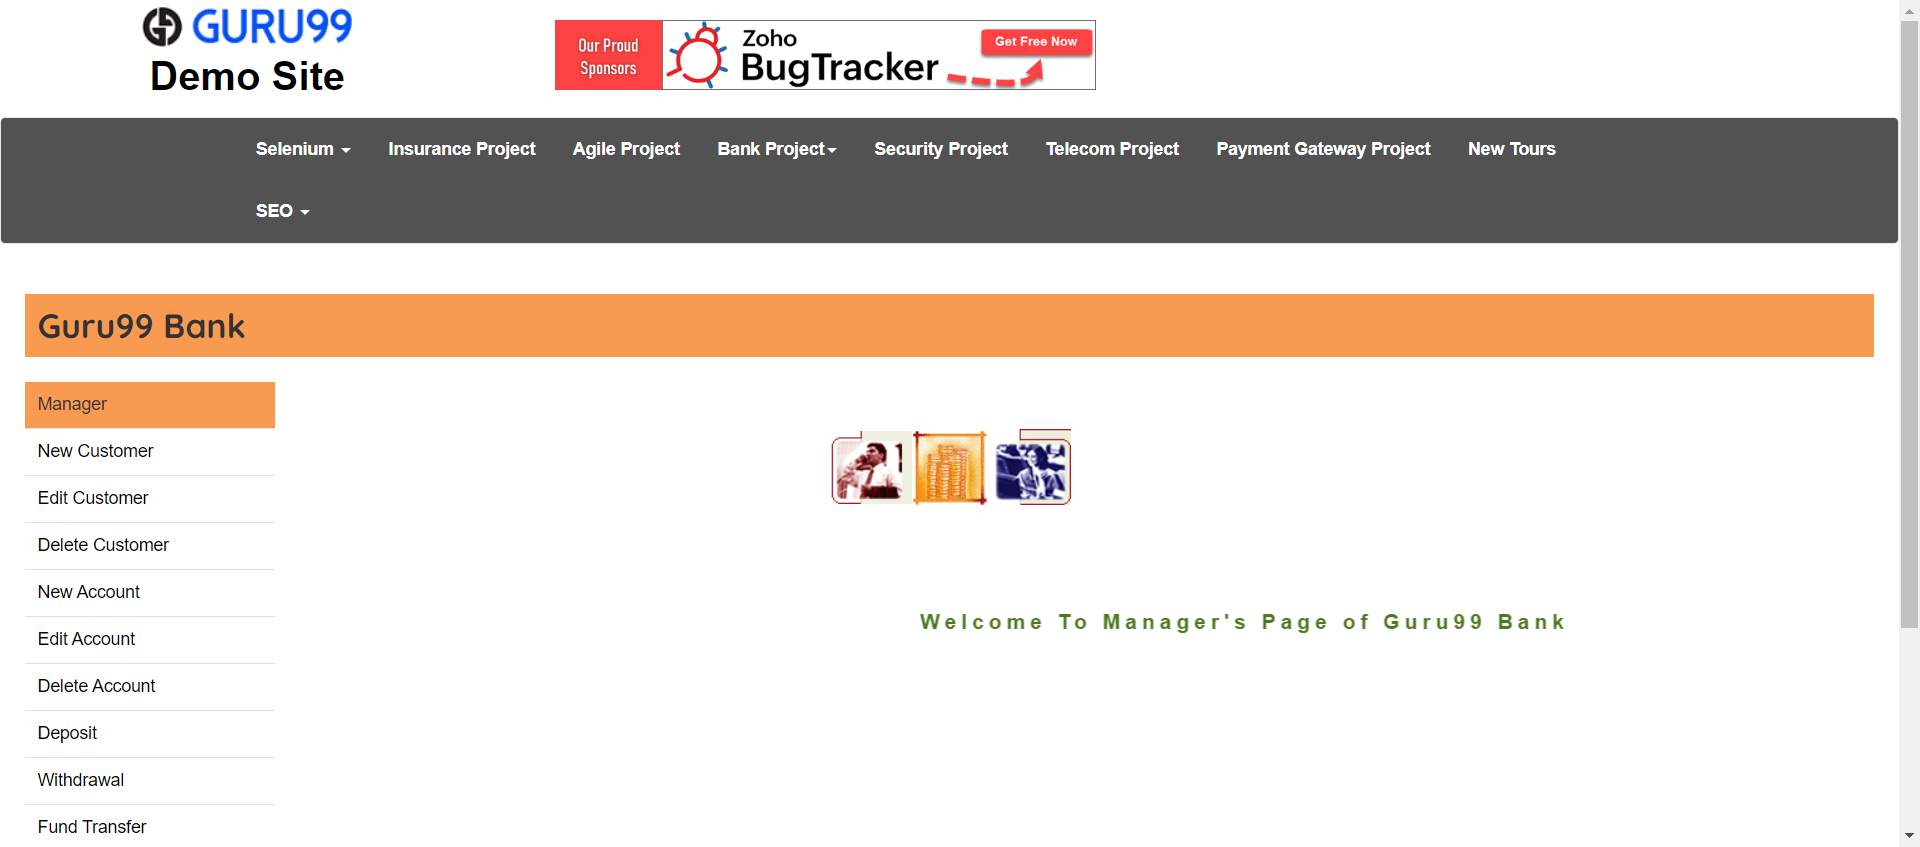 GURU99
Demo Site
Our Proud
Sponsors
Zoho
BugTracker
Get Free Now
Selenium
Insurance Project
Agile Project
Bank Project
Security Project
Telecom Project
Payment Gateway Project
New Tours
SEO
Guru99 Bank
Manager
New Customer
Edit Customer
Delete Customer
New Account
Edit Account
Delete Account
Deposit
Withdrawal
Fund Transfer
Welcome To Manager's Page of Guru99 Bank